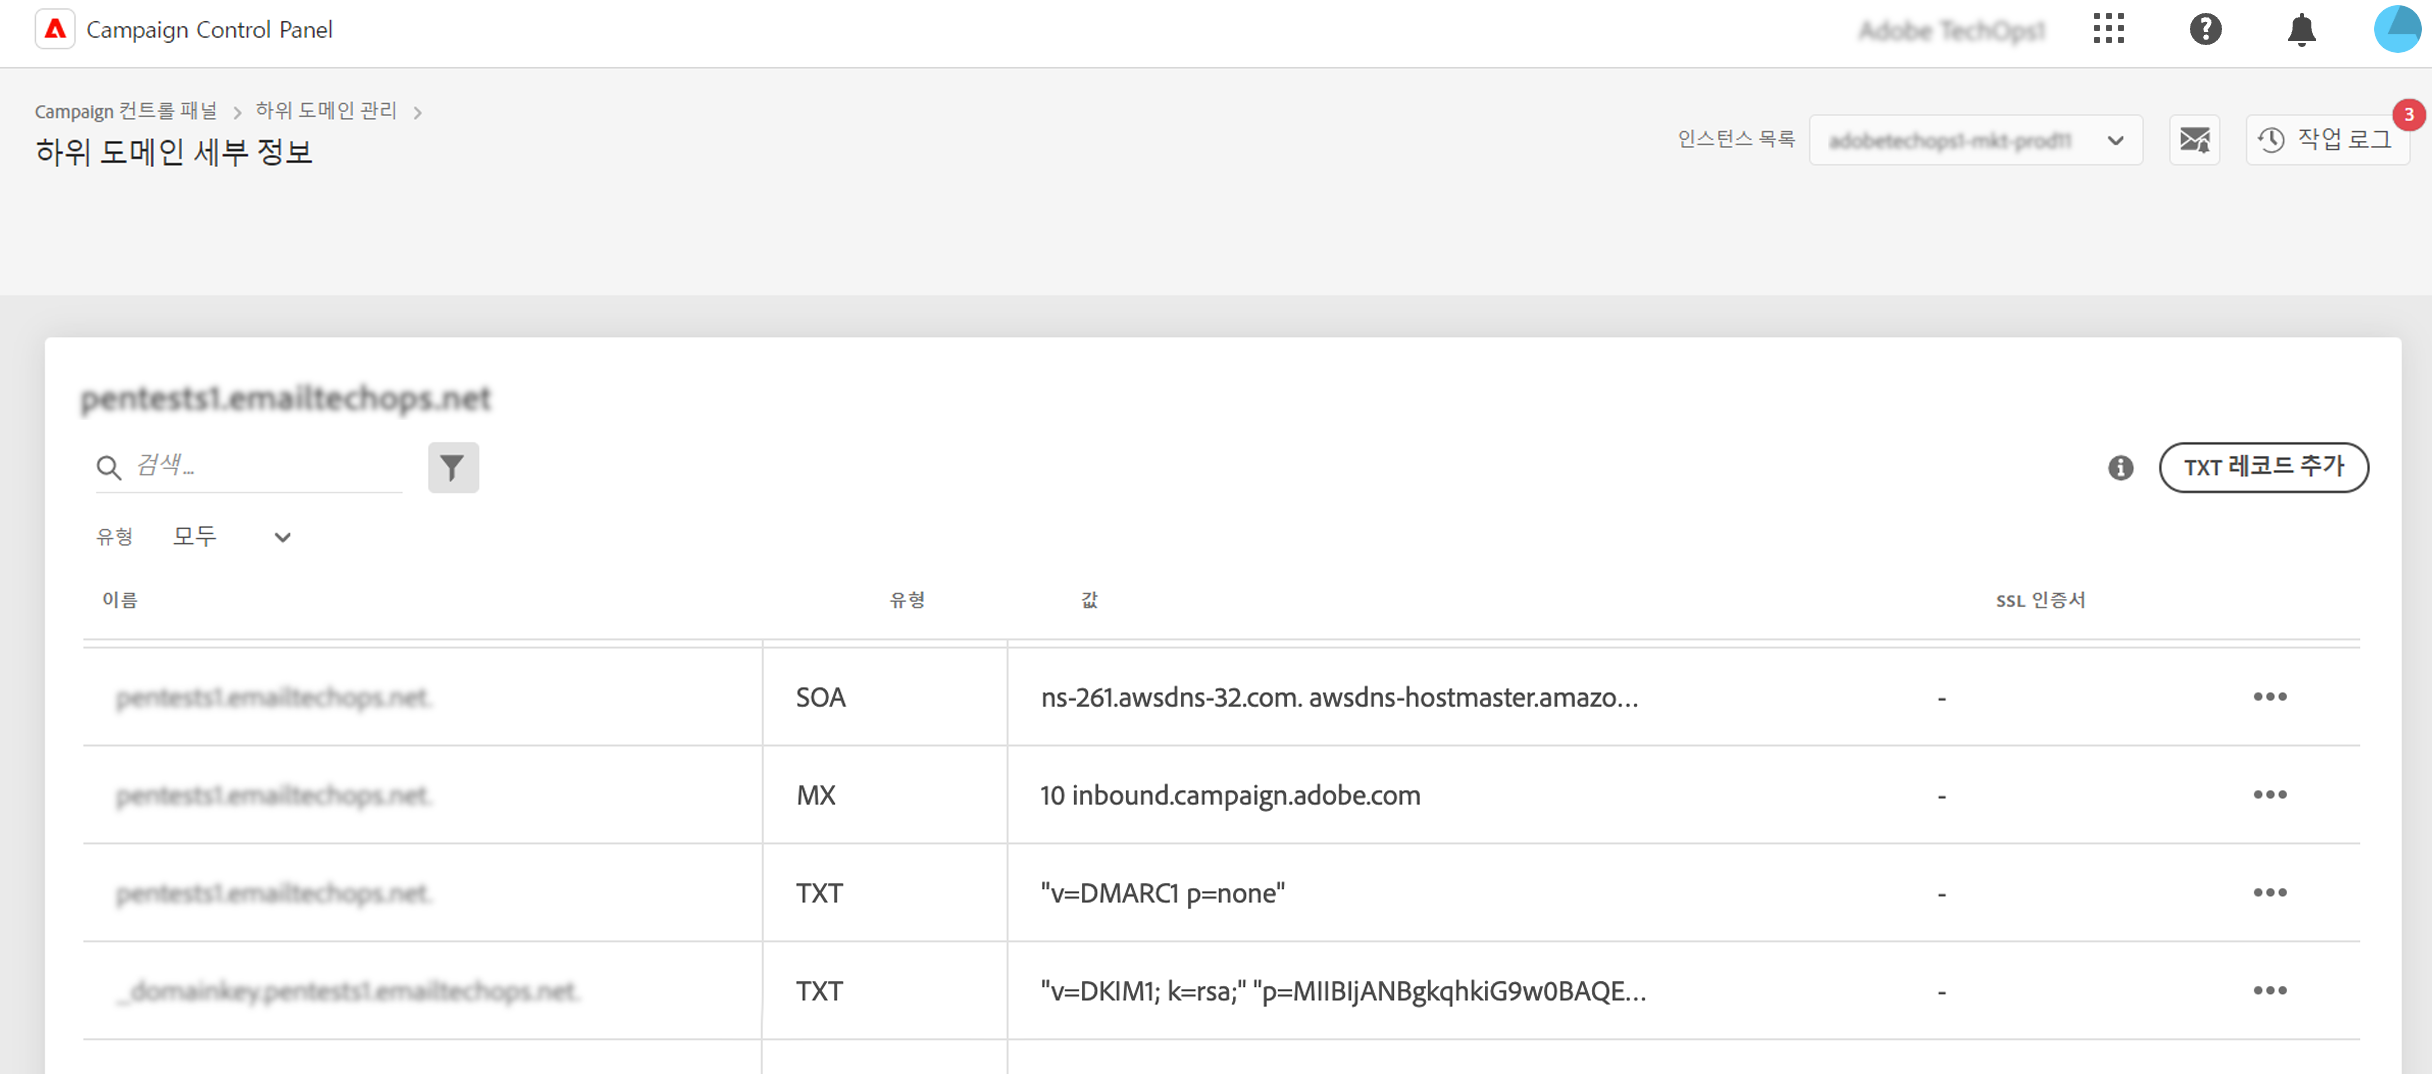 Campaign Control Panel
Adobe TechOps1
Campaign 컨트롤 패널 > 하위 도메인 관리 >
하위 도메인 세부 정보
인스턴스 목록
adobetechops1-mkt-prod11
작업 로그
3
pentests1.emailtechops.net
검색...
TXT 레코드 추가
유형 모두
이름 유형 값 SSL 인증서
pentests1.emailtechops.net. SOA ns-261.awsdns-32.com. awsdns-hostmaster.amazo... -
pentests1.emailtechops.net. MX 10 inbound.campaign.adobe.com -
pentests1.emailtechops.net. TXT "v=DMARC1 p=none" -
_domainkey.pentests1.emailtechops.net. TXT "v=DKIM1; k=rsa;" "p=MIIBIjANBgkqhkiG9w0BAQE... -